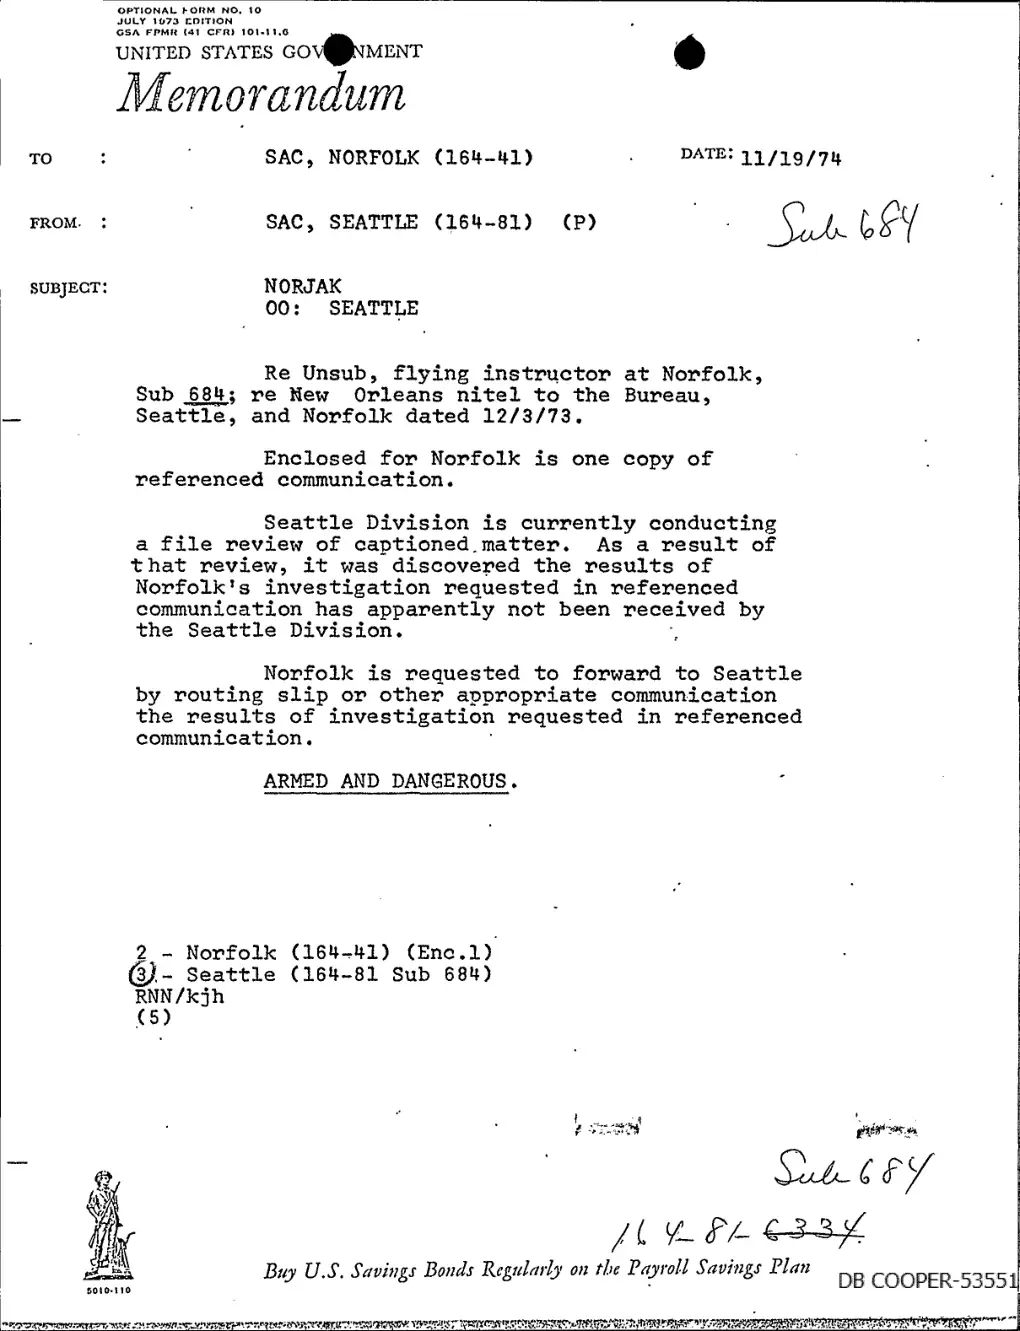 OPTIONAL FORM NO. 10
JULY 1973 EDITION
GSA FPMR (41 CFR) 101-11.6
UNITED STATES GOV NMENT
Memorandum
TO : SAC, NORFOLK (164-41) DATE: 11/19/74
FROM : SAC, SEATTLE (164-81) (P)
Sub 684
SUBJECT: NORJAK
OO: SEATTLE
Re Unsub, flying instructor at Norfolk,
Sub 684; re New Orleans nitel to the Bureau,
Seattle, and Norfolk dated 12/3/73.
Enclosed for Norfolk is one copy of
referenced communication.
Seattle Division is currently conducting
a file review of captioned matter. As a result of
that review, it was discovered the results of
Norfolk's investigation requested in referenced
communication has apparently not been received by
the Seattle Division.
Norfolk is requested to forward to Seattle
by routing slip or other appropriate communication
the results of investigation requested in referenced
communication.
ARMED AND DANGEROUS.
2 - Norfolk (164-41) (Enc.1)
3 - Seattle (164-81 Sub 684)
RNN/kjh
(5)
Sub 684
164-81-6334
Buy U.S. Savings Bonds Regularly on the Payroll Savings Plan
5010-110
DB COOPER-53551